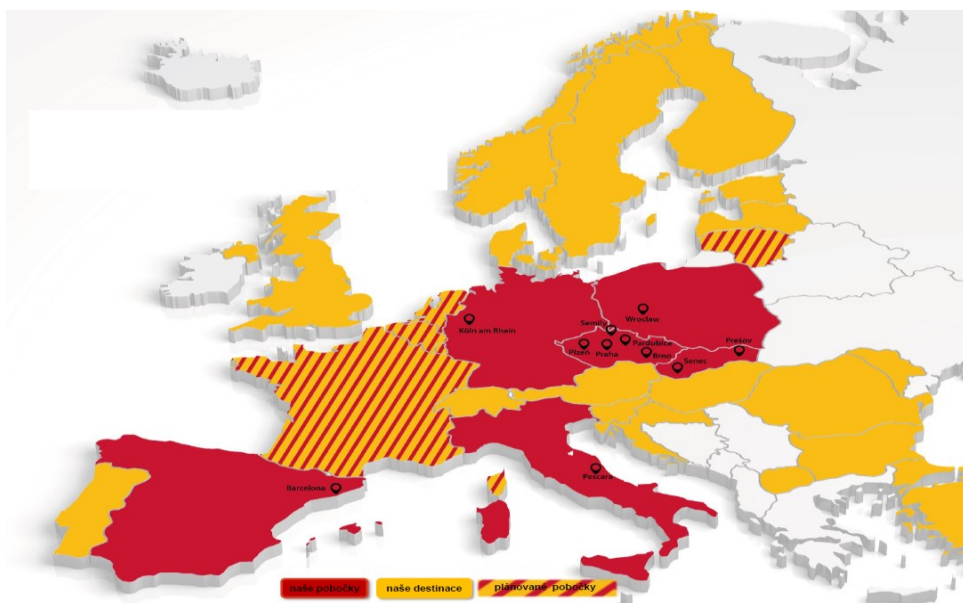 Köln am Rhein
Wroclaw
Semily
Pardubice
Prešov
Plzeň
Praha
Brno
Senec
Pescara
Barcelona
naše pobočky
naše destinace
plánované pobočky